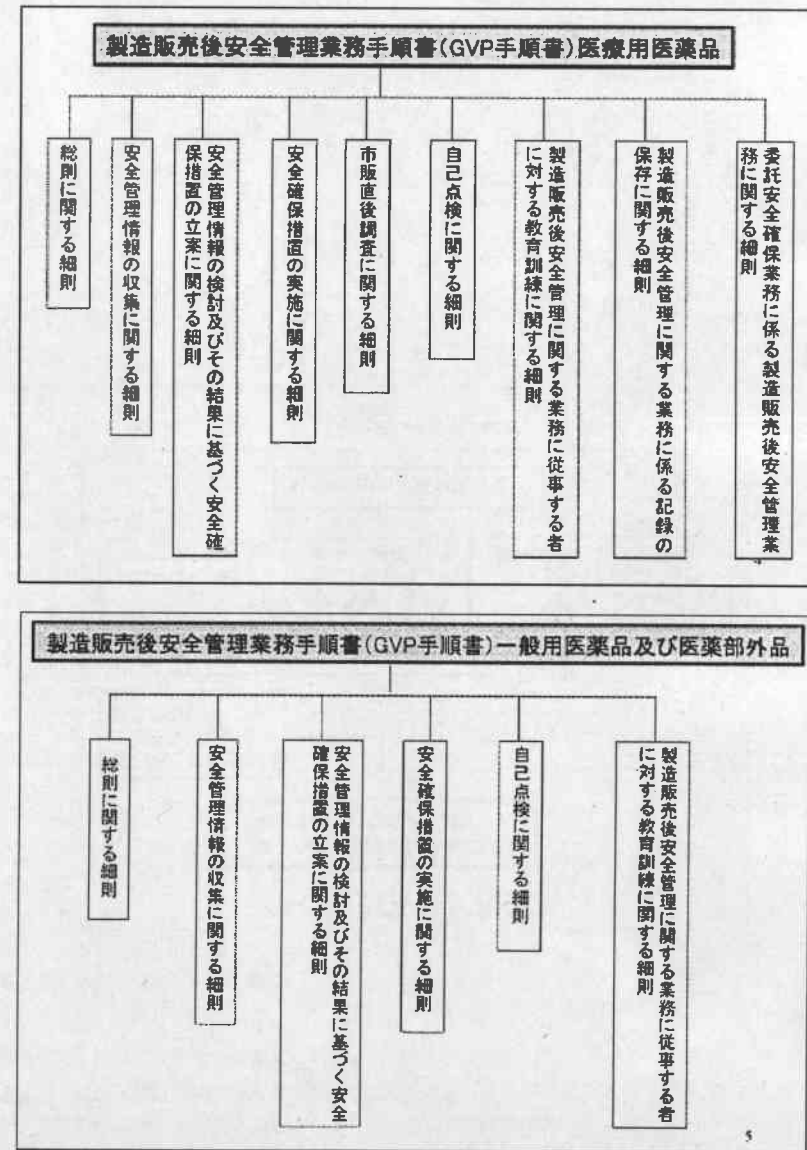 製造販売後安全管理業務手順書(GVP手順書)医療用医薬品
総則に関する細則
安全管理情報の収集に関する細則
安全管理情報の検討及びその結果に基づく安全確
保措置の立案に関する細則
安全確保措置の実施に関する細則
市販直後調査に関する細則
自己点検に関する細則
製造販売後安全管理に関する業務に従事する者
に対する教育訓練に関する細則
製造販売後安全管理に関する業務に係る記録の
保存に関する細則
委託安全確保業務に係る製造販売後安全管理業
務に関する細則
4
製造販売後安全管理業務手順書(GVP手順書)一般用医薬品及び医薬部外品
総則に関する細則
安全管理情報の収集に関する細則
安全管理情報の検討及びその結果に基づく安全
確保措置の立案に関する細則
安全確保措置の実施に関する細則
自己点検に関する細則
製造販売後安全管理に関する業務に従事する者
に対する教育訓練に関する細則
5